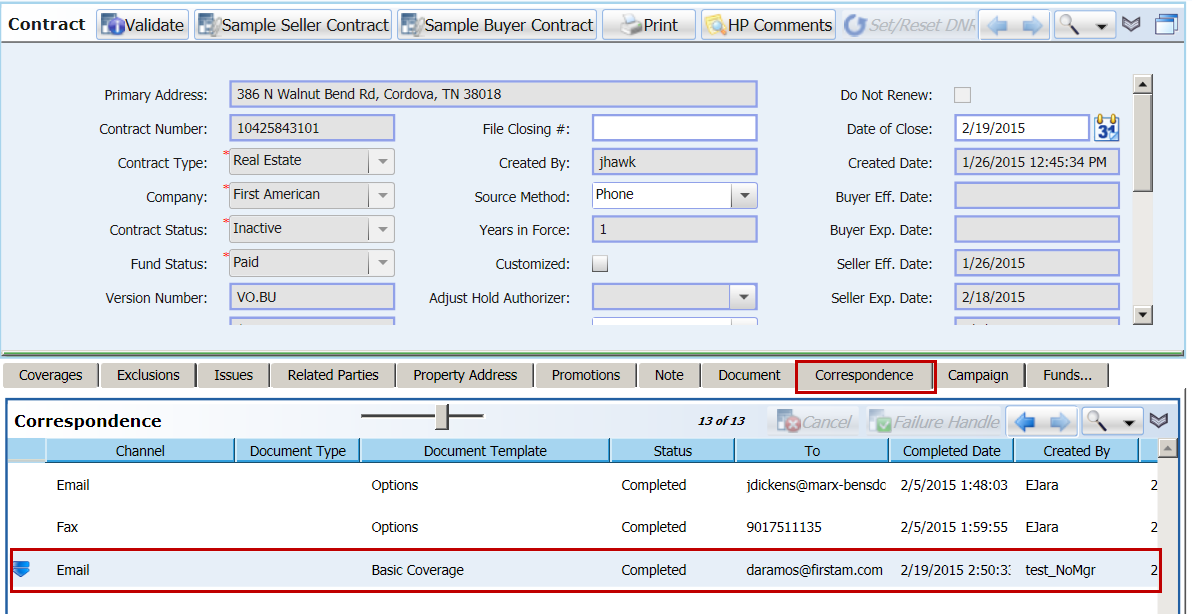 Contract Validate Sample Seller Contract Sample Buyer Contract Print HP Comments Set/Reset DNR
Primary Address: 386 N Walnut Bend Rd, Cordova, TN 38018 Do Not Renew:
Contract Number: 10425843101 File Closing #: Date of Close: 2/19/2015 31
Contract Type: * Real Estate Created By: jhawk Created Date: 1/26/2015 12:45:34 PM
Company: * First American Source Method: Phone Buyer Eff. Date:
Contract Status: * Inactive Years in Force: 1 Buyer Exp. Date:
Fund Status: * Paid Customized: Seller Eff. Date: 1/26/2015
Version Number: VO.BU Adjust Hold Authorizer: Seller Exp. Date: 2/18/2015
Coverages Exclusions Issues Related Parties Property Address Promotions Note Document Correspondence Campaign Funds...
Correspondence 13 of 13 Cancel Failure Handle
Channel Document Type Document Template Status To Completed Date Created By
Email Options Completed jdickens@marx-bensdc 2/5/2015 1:48:03 EJara 2
Fax Options Completed 9017511135 2/5/2015 1:59:55 EJara 2
Email Basic Coverage Completed daramos@firstam.com 2/19/2015 2:50:33 test_NoMgr 2